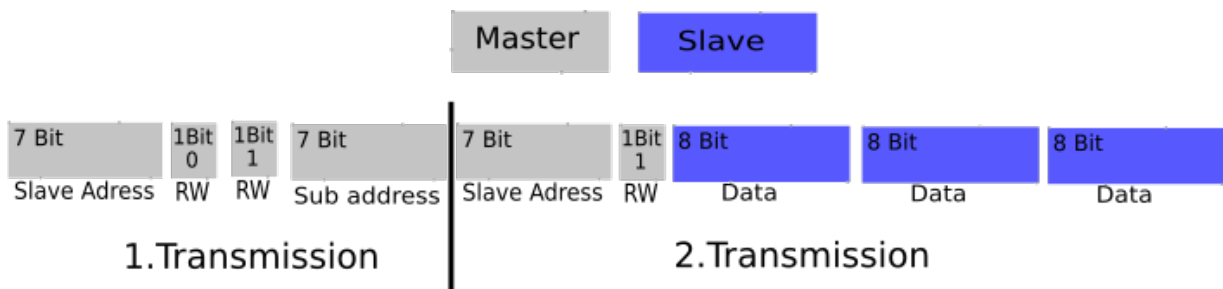 Master
Slave
7 Bit
1Bit
0
1Bit
1
7 Bit
7 Bit
1Bit
1
8 Bit
8 Bit
8 Bit
Slave Adress
RW
RW
Sub address
Slave Adress
RW
Data
Data
Data
1.Transmission
2.Transmission